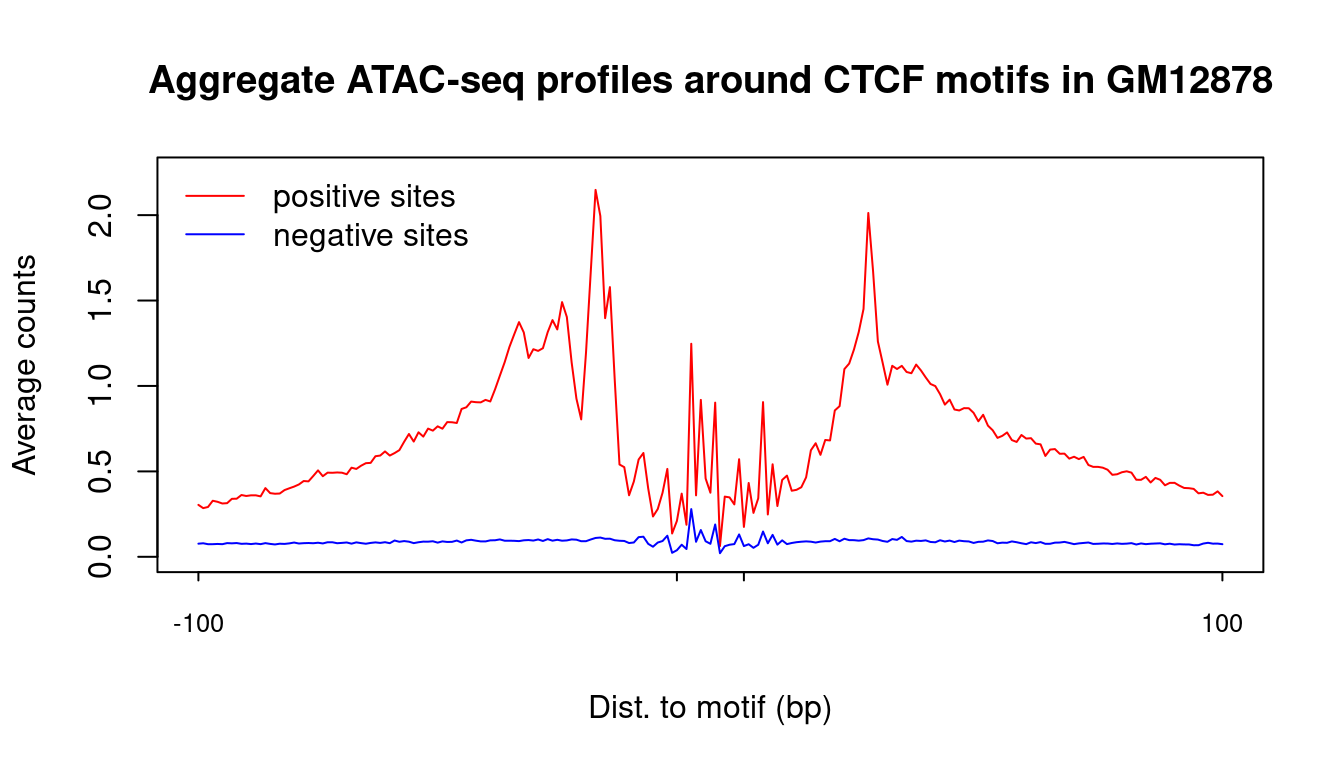 Aggregate ATAC-seq profiles around CTCF motifs in GM12878
positive sites
negative sites
Average counts
2.0
1.5
1.0
0.5
0.0
-100
100
Dist. to motif (bp)